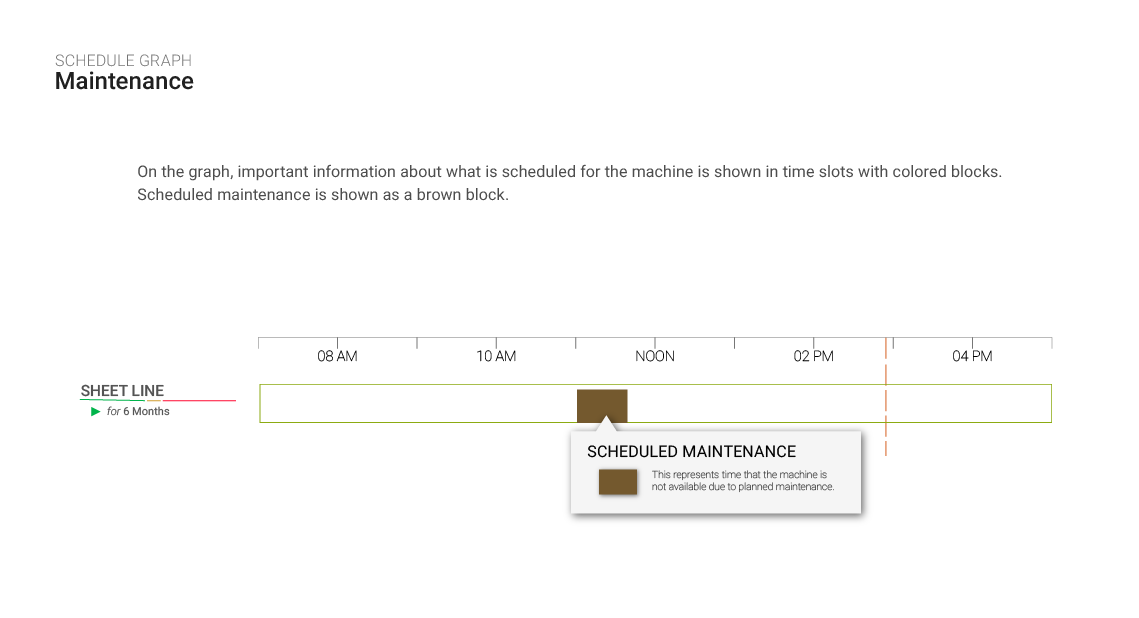 SCHEDULE GRAPH
Maintenance
On the graph, important information about what is scheduled for the machine is shown in time slots with colored blocks.
Scheduled maintenance is shown as a brown block.
08 AM
10 AM
NOON
02 PM
04 PM
SHEET LINE
for 6 Months
SCHEDULED MAINTENANCE
This represents time that the machine is
not available due to planned maintenance.